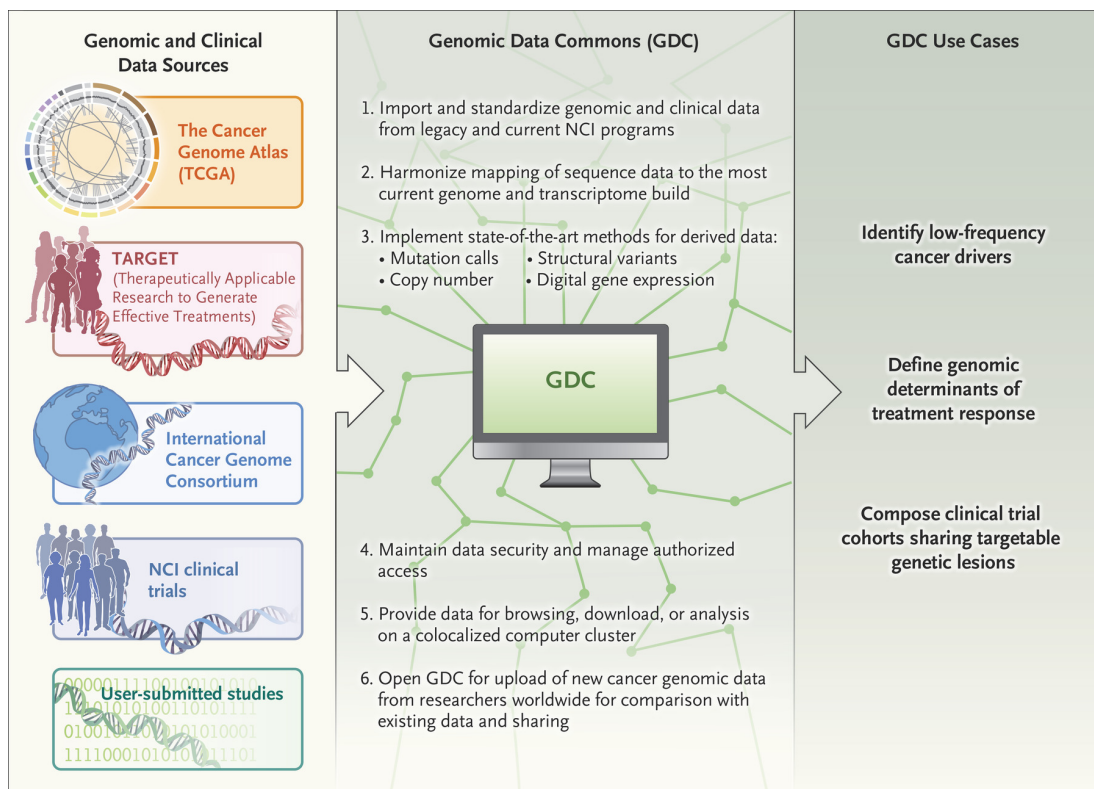 Genomic and Clinical
Data Sources
The Cancer
Genome Atlas
(TCGA)
TARGET
(Therapeutically Applicable
Research to Generate
Effective Treatments)
International
Cancer Genome
Consortium
NCI clinical
trials
User-submitted studies
Genomic Data Commons (GDC)
1. Import and standardize genomic and clinical data
from legacy and current NCI programs
2. Harmonize mapping of sequence data to the most
current genome and transcriptome build
3. Implement state-of-the-art methods for derived data:
• Mutation calls • Structural variants
• Copy number • Digital gene expression
GDC
4. Maintain data security and manage authorized
access
5. Provide data for browsing, download, or analysis
on a colocalized computer cluster
6. Open GDC for upload of new cancer genomic data
from researchers worldwide for comparison with
existing data and sharing
GDC Use Cases
Identify low-frequency
cancer drivers
Define genomic
determinants of
treatment response
Compose clinical trial
cohorts sharing targetable
genetic lesions